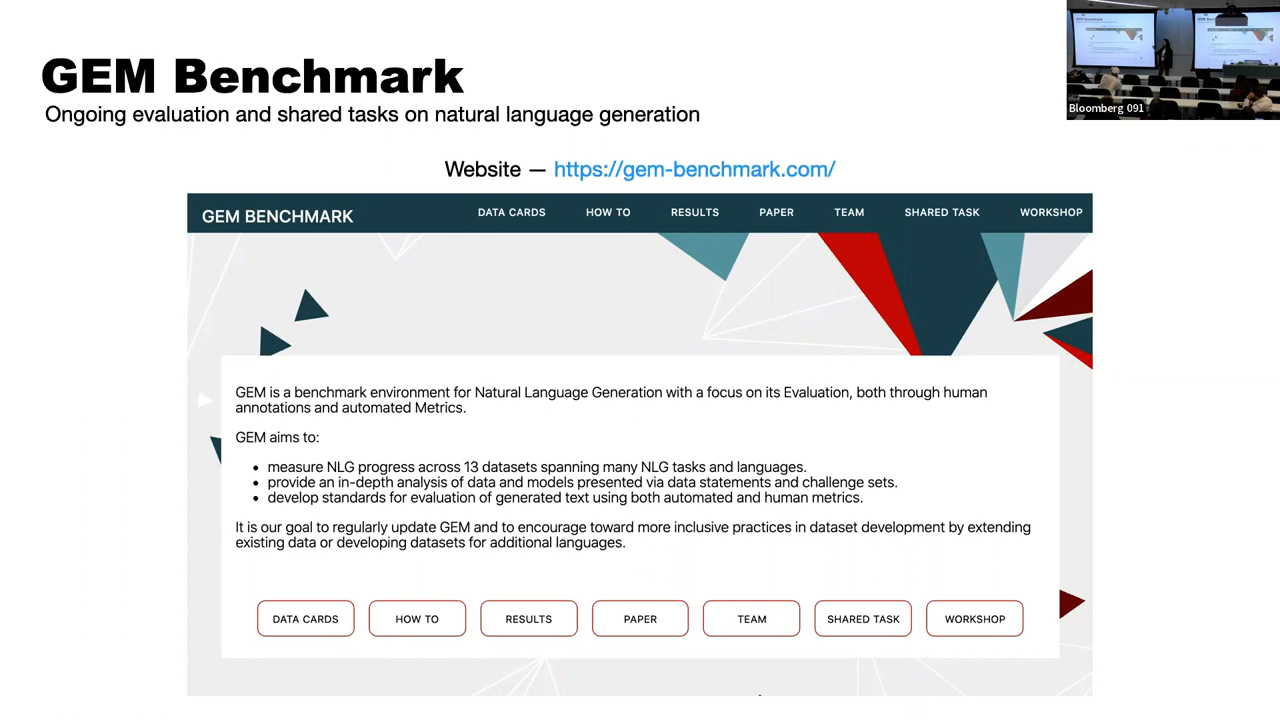 GEM Benchmark
Ongoing evaluation and shared tasks on natural language generation
Bloomberg 091
Website — https://gem-benchmark.com/
GEM BENCHMARK
DATA CARDS
HOW TO
RESULTS
PAPER
TEAM
SHARED TASK
WORKSHOP
GEM is a benchmark environment for Natural Language Generation with a focus on its Evaluation, both through human
annotations and automated Metrics.
GEM aims to:
• measure NLG progress across 13 datasets spanning many NLG tasks and languages.
• provide an in-depth analysis of data and models presented via data statements and challenge sets.
• develop standards for evaluation of generated text using both automated and human metrics.
It is our goal to regularly update GEM and to encourage toward more inclusive practices in dataset development by extending
existing data or developing datasets for additional languages.
DATA CARDS
HOW TO
RESULTS
PAPER
TEAM
SHARED TASK
WORKSHOP